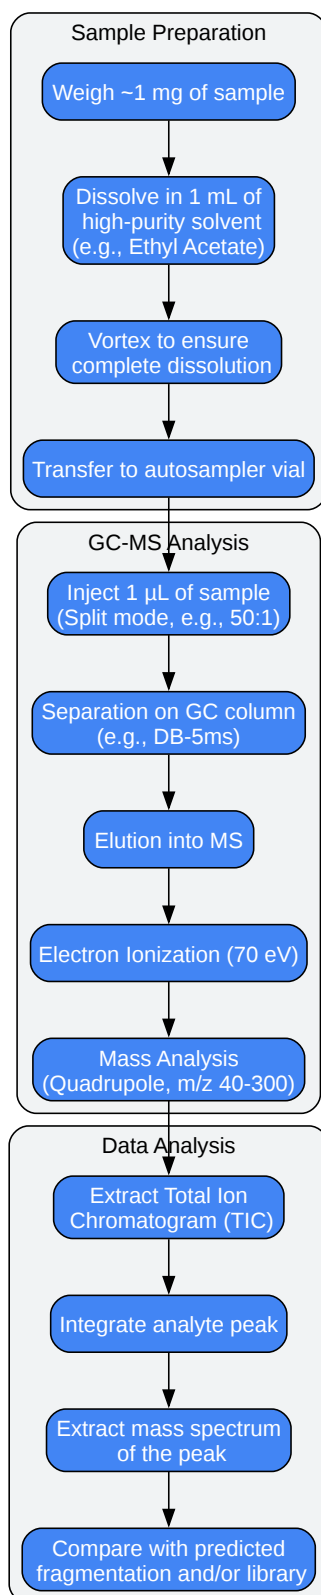 Sample Preparation
Weigh ~1 mg of sample
Dissolve in 1 mL of
high-purity solvent
(e.g., Ethyl Acetate)
Vortex to ensure
complete dissolution
Transfer to autosampler vial
GC-MS Analysis
Inject 1 µL of sample
(Split mode, e.g., 50:1)
Separation on GC column
(e.g., DB-5ms)
Elution into MS
Electron Ionization (70 eV)
Mass Analysis
(Quadrupole, m/z 40-300)
Data Analysis
Extract Total Ion
Chromatogram (TIC)
Integrate analyte peak
Extract mass spectrum
of the peak
Compare with predicted
fragmentation and/or library